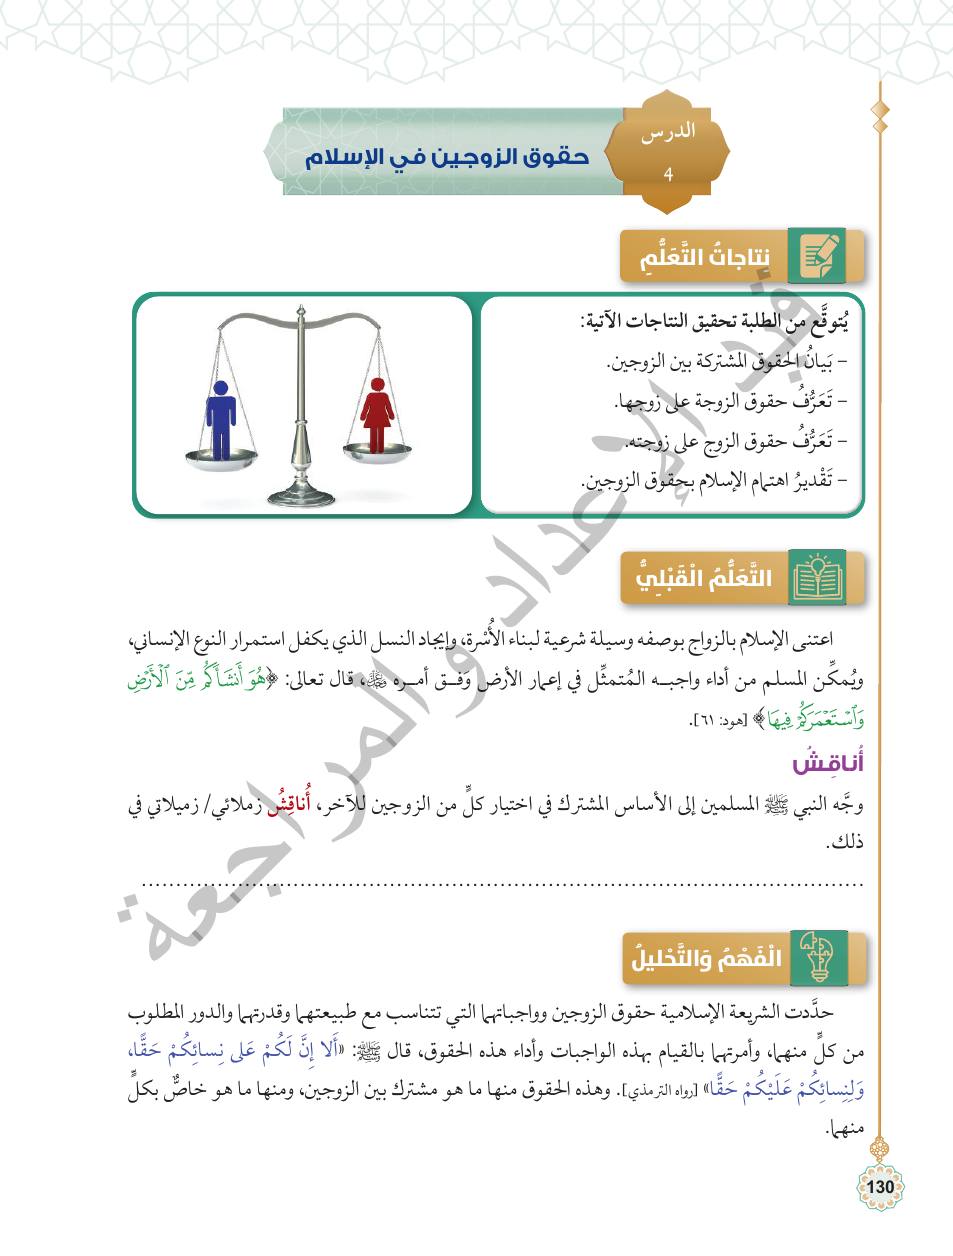 الدرس
4
حقوق الزوجين في الإسلام
نتاجاتُ التَّعَلُّمِ
يُتوقَّع من الطلبة تحقيق النتاجات الآتية:
- بَيانُ الحقوق المشتركة بين الزوجين.
- تَعَرُّفُ حقوق الزوجة على زوجها.
- تَعَرُّفُ حقوق الزوج على زوجته.
- تَقْديرُ اهتمام الإسلام بحقوق الزوجين.
التَّعَلُّمُ الْقَبْلِيُّ
اعتنى الإسلام بالزواج بوصفه وسيلة شرعية لبناء الأُسْرة، وإيجاد النسل الذي يكفل استمرار النوع الإنساني،
ويُمكِّن المسلم من أداء واجبه المُتمثِّل في إعمار الأرض وَفق أمره ﷻ، قال تعالى: ﴿هُوَ أَنشَأَكُم مِّنَ ٱلْأَرْضِ
وَٱسْتَعْمَرَكُمْ فِيهَا﴾ [هود: ٦١].
أُناقِشُ
وجَّه النبي ﷺ المسلمين إلى الأساس المشترك في اختيار كلٍّ من الزوجين للآخر، أُناقِشُ زملائي/ زميلاتي في
ذلك.
........................................................................................................
الْفَهْمُ وَالتَّحْليلُ
حدَّدت الشريعة الإسلامية حقوق الزوجين وواجباتهما التي تتناسب مع طبيعتهما وقدرتهما والدور المطلوب
من كلٍّ منهما، وأمرتهما بالقيام بهذه الواجبات وأداء هذه الحقوق، قال ﷺ: «أَلا إِنَّ لَكُمْ عَلى نِسائِكُمْ حَقًّا،
وَلِنِسائِكُمْ عَلَيْكُمْ حَقًّا» [رواه الترمذي]. وهذه الحقوق منها ما هو مشترك بين الزوجين، ومنها ما هو خاصٌّ بكلٍّ
منهما.
130
قيد الإعداد والمراجعة